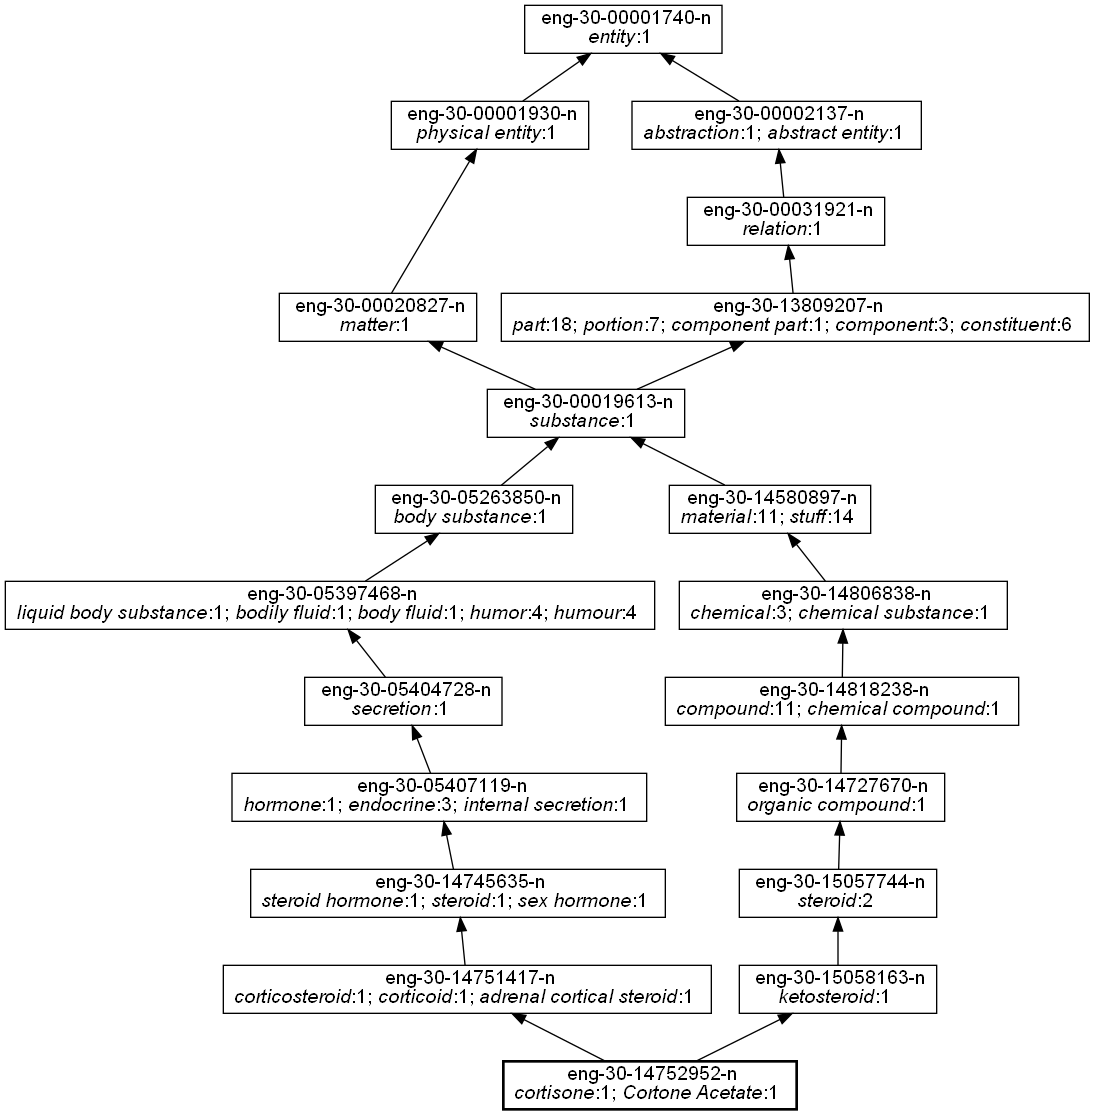 eng-30-00001740-n
entity:1
eng-30-00001930-n
physical entity:1
eng-30-00002137-n
abstraction:1; abstract entity:1
eng-30-00031921-n
relation:1
eng-30-00020827-n
matter:1
eng-30-13809207-n
part:18; portion:7; component part:1; component:3; constituent:6
eng-30-00019613-n
substance:1
eng-30-05263850-n
body substance:1
eng-30-14580897-n
material:11; stuff:14
eng-30-05397468-n
liquid body substance:1; bodily fluid:1; body fluid:1; humor:4; humour:4
eng-30-14806838-n
chemical:3; chemical substance:1
eng-30-05404728-n
secretion:1
eng-30-14818238-n
compound:11; chemical compound:1
eng-30-05407119-n
hormone:1; endocrine:3; internal secretion:1
eng-30-14727670-n
organic compound:1
eng-30-14745635-n
steroid hormone:1; steroid:1; sex hormone:1
eng-30-15057744-n
steroid:2
eng-30-14751417-n
corticosteroid:1; corticoid:1; adrenal cortical steroid:1
eng-30-15058163-n
ketosteroid:1
eng-30-14752952-n
cortisone:1; Cortone Acetate:1